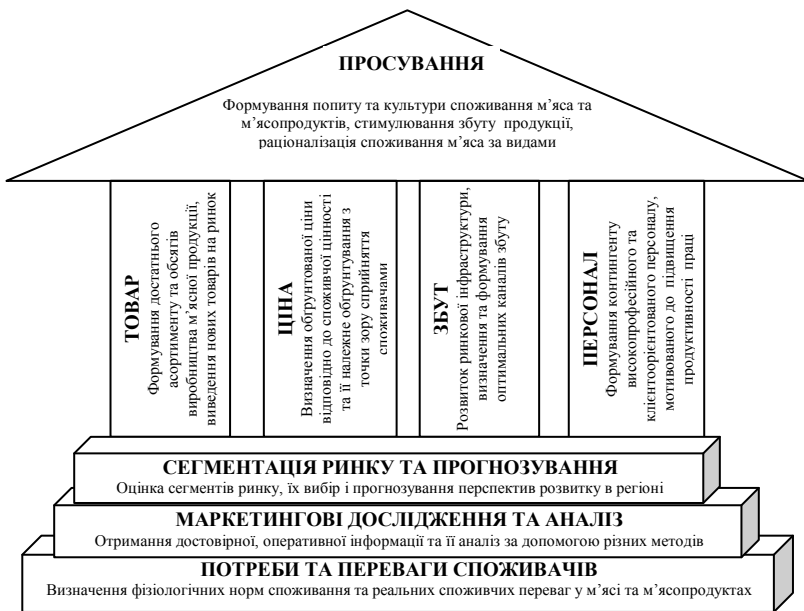 ПРОСУВАННЯ
Формування попиту та культури споживання м’яса та
м’ясопродуктів, стимулювання збуту продукції,
раціоналізація споживання м’яса за видами
ТОВАР
Формування достатнього
асортименту та обсягів
виробництва м’ясної продукції,
виведення нових товарів на ринок
ЦІНА
Визначення обґрунтованої ціни
відповідно до споживчої цінності
та її належне обґрунтування з
точки зору сприйняття
споживачами
ЗБУТ
Розвиток ринкової інфраструктури,
визначення та формування
оптимальних каналів збуту
ПЕРСОНАЛ
Формування контингенту
високопрофесійного та
клієнтоорієнтованого персоналу,
мотивованого до підвищення
продуктивності праці
СЕГМЕНТАЦІЯ РИНКУ ТА ПРОГНОЗУВАННЯ
Оцінка сегментів ринку, їх вибір і прогнозування перспектив розвитку в регіоні
МАРКЕТИНГОВІ ДОСЛІДЖЕННЯ ТА АНАЛІЗ
Отримання достовірної, оперативної інформації та її аналіз за допомогою різних методів
ПОТРЕБИ ТА ПЕРЕВАГИ СПОЖИВАЧІВ
Визначення фізіологічних норм споживання та реальних споживчих переваг у м’ясі та м’ясопродуктах